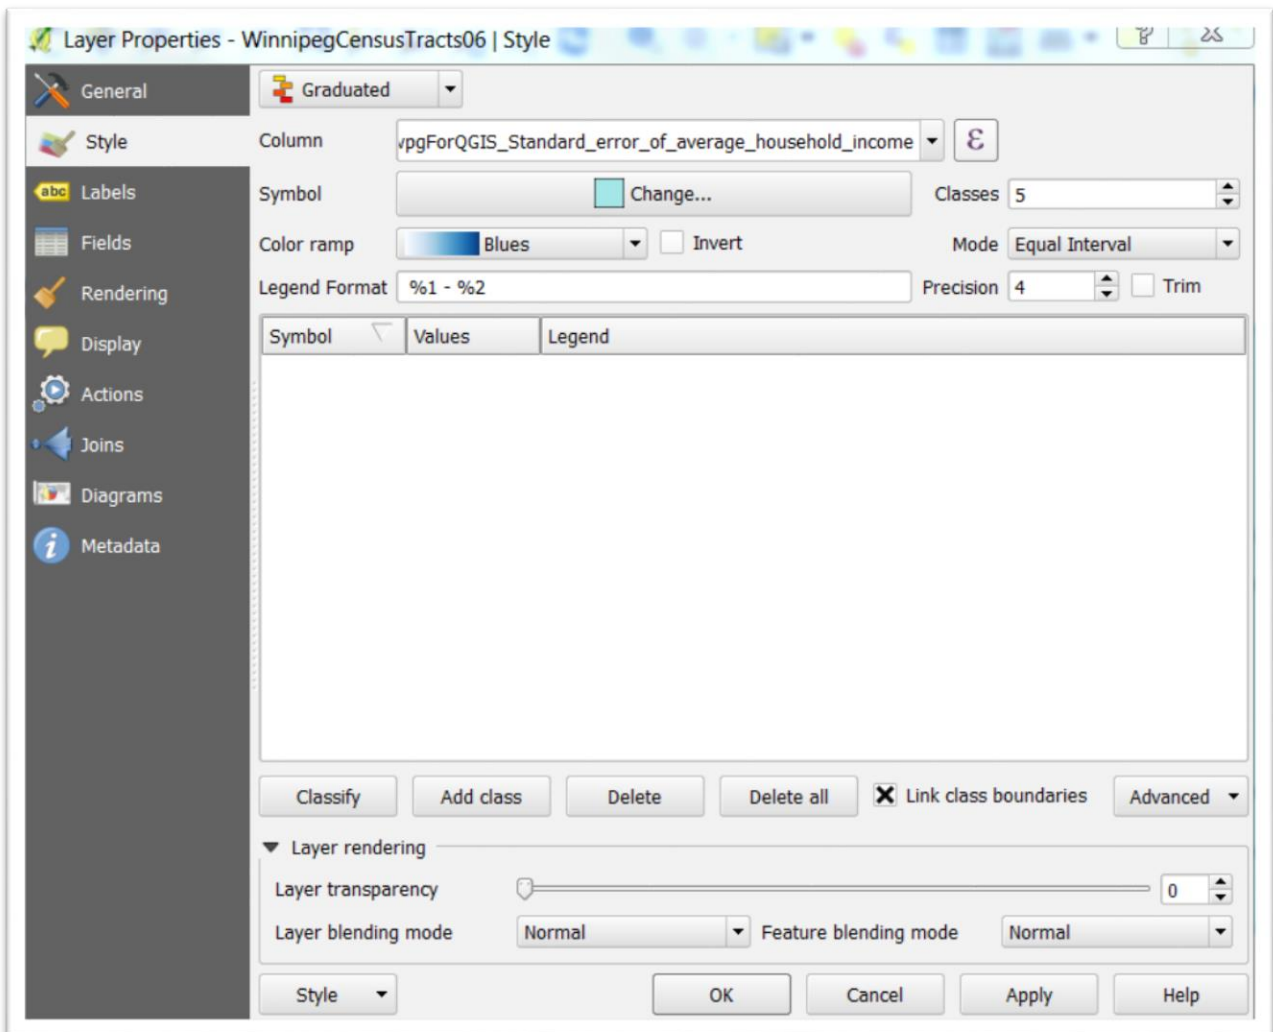 Layer Properties - WinnipegCensusTracts06 | Style
General
Style
Labels
Fields
Rendering
Display
Actions
Joins
Diagrams
Metadata
Graduated
Column vpgForQGIS_Standard_error_of_average_household_income ε
Symbol Change... Classes 5
Color ramp Blues Invert Mode Equal Interval
Legend Format %1 - %2 Precision 4 Trim
Symbol Values Legend
Classify Add class Delete Delete all Link class boundaries Advanced
Layer rendering
Layer transparency 0
Layer blending mode Normal Feature blending mode Normal
Style OK Cancel Apply Help